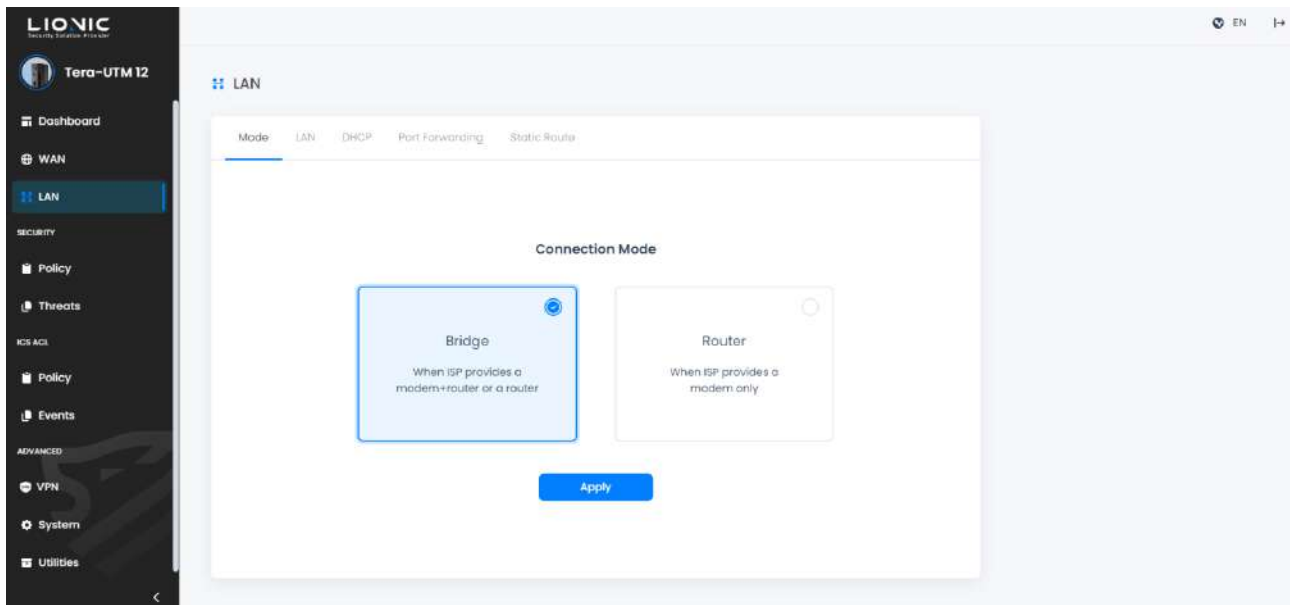 LIONIC
Security Solution Provider
EN
Tera-UTM 12
LAN
Dashboard
WAN
LAN
SECURITY
Policy
Threats
ICS ACL
Policy
Events
ADVANCED
VPN
System
Utilities
Mode LAN DHCP Port Forwarding Static Route
Connection Mode
Bridge
When ISP provides a
modem+router or a router
Router
When ISP provides a
modem only
Apply